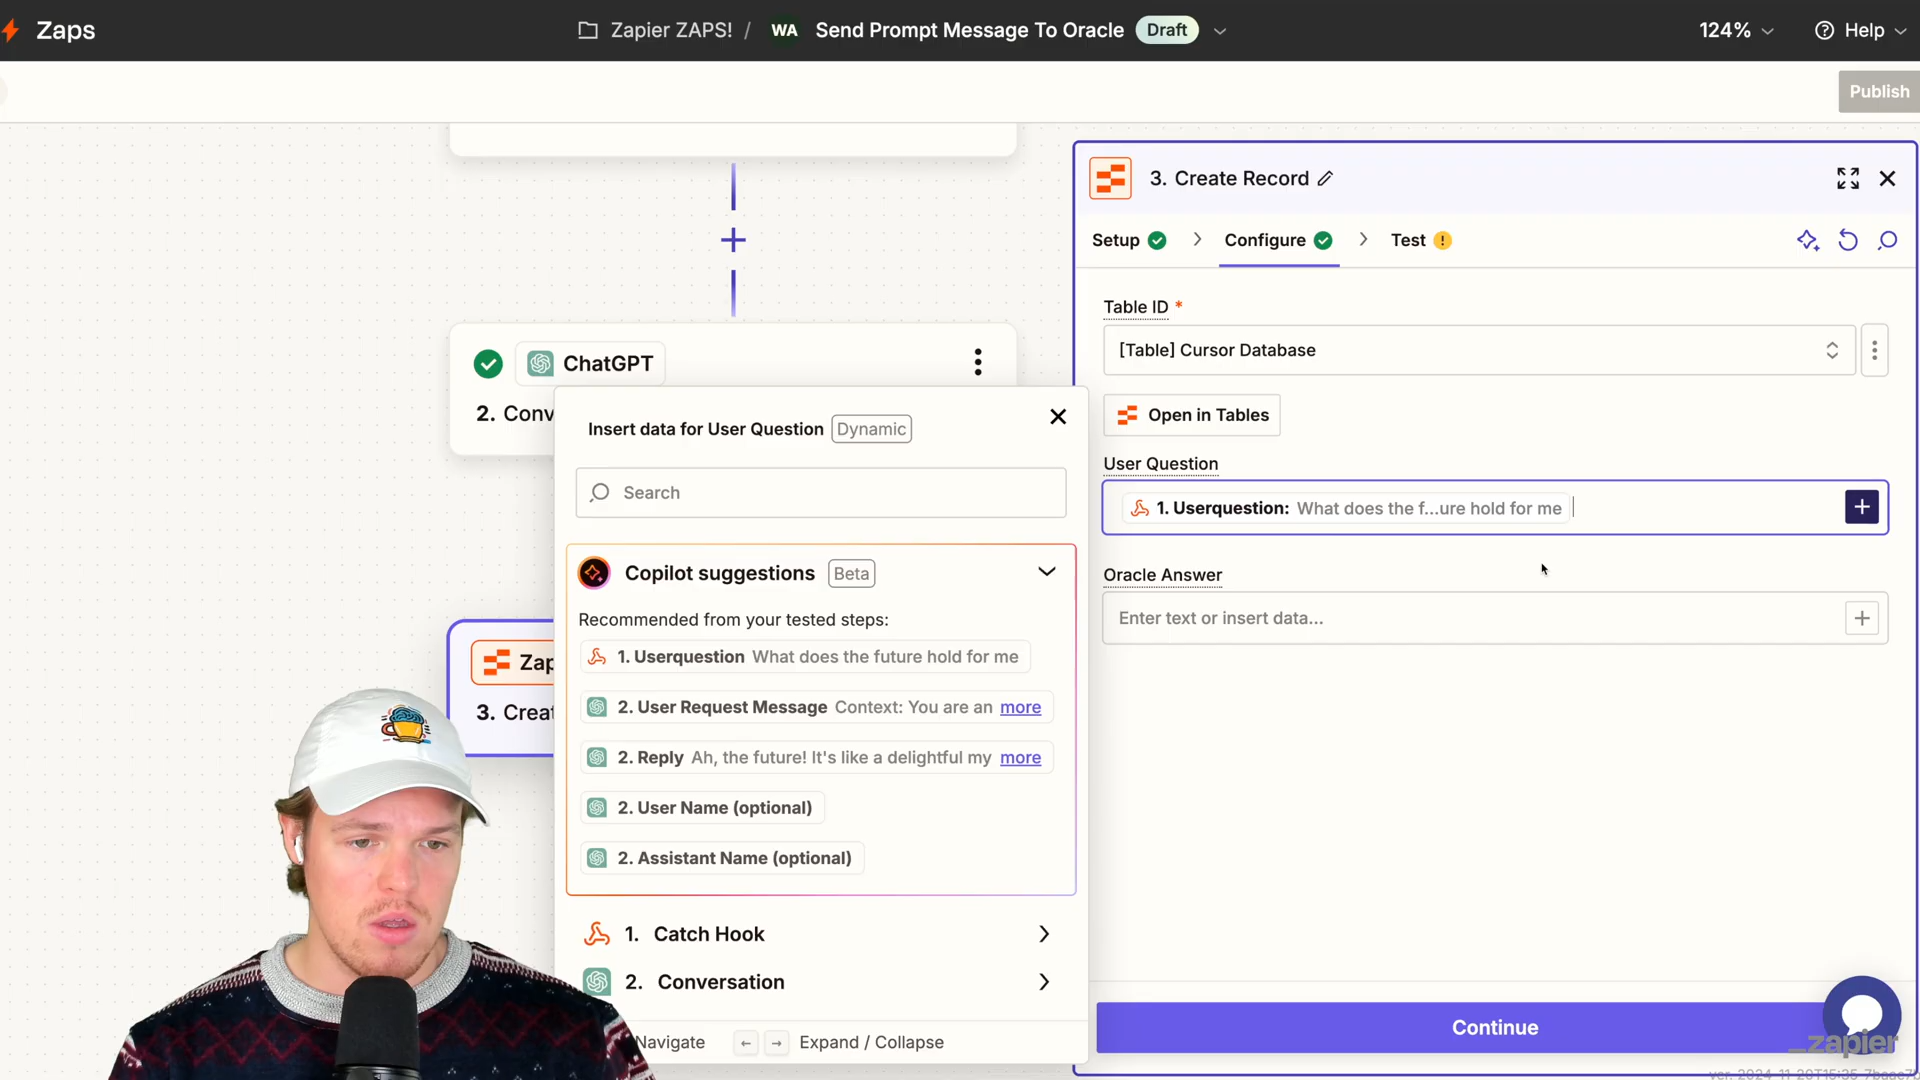 Zaps
Zapier ZAPS! / WA Send Prompt Message To Oracle Draft
124%
Help
Publish
3. Create Record
Setup > Configure > Test !
Table ID *
[Table] Cursor Database
Open in Tables
User Question
1. Userquestion: What does the f...ure hold for me
Oracle Answer
Enter text or insert data...
Continue
_zapier
ChatGPT
2. Conv
Zap
3. Creat
Insert data for User Question Dynamic
Search
Copilot suggestions Beta
Recommended from your tested steps:
1. Userquestion What does the future hold for me
2. User Request Message Context: You are an more
2. Reply Ah, the future! It's like a delightful my more
2. User Name (optional)
2. Assistant Name (optional)
1. Catch Hook
2. Conversation
Navigate ← → Expand / Collapse